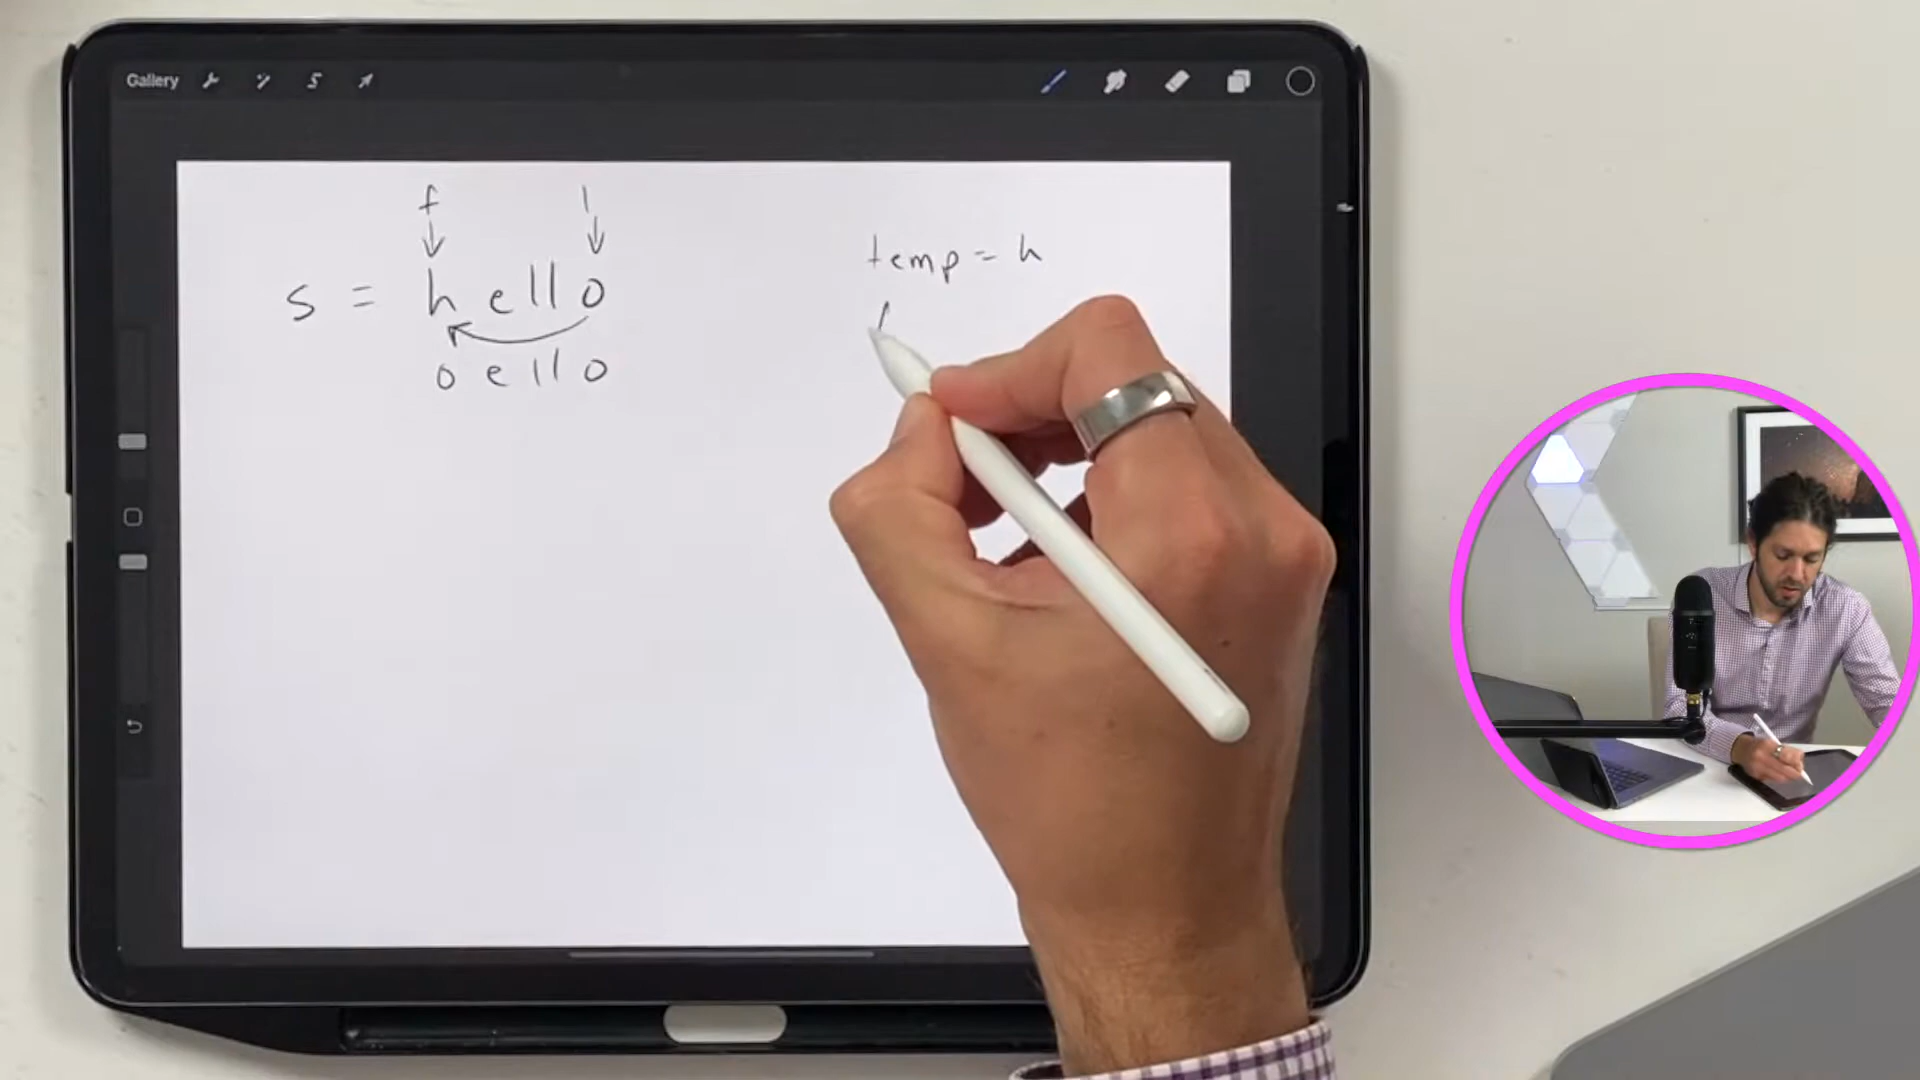 Gallery
f l
temp = h
s = hello
oello